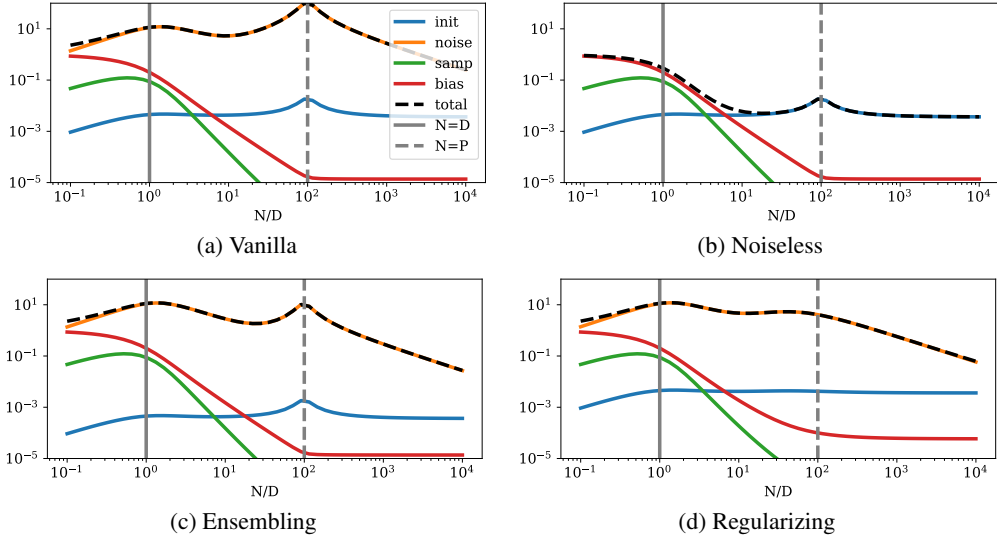 10^1
10^-1
10^-3
10^-5
init
noise
samp
bias
total
N=D
N=P
10^-1 10^0 10^1 10^2 10^3 10^4
N/D
(a) Vanilla
10^1
10^-1
10^-3
10^-5
10^-1 10^0 10^1 10^2 10^3 10^4
N/D
(b) Noiseless
10^1
10^-1
10^-3
10^-5
10^-1 10^0 10^1 10^2 10^3 10^4
N/D
(c) Ensembling
10^1
10^-1
10^-3
10^-5
10^-1 10^0 10^1 10^2 10^3 10^4
N/D
(d) Regularizing